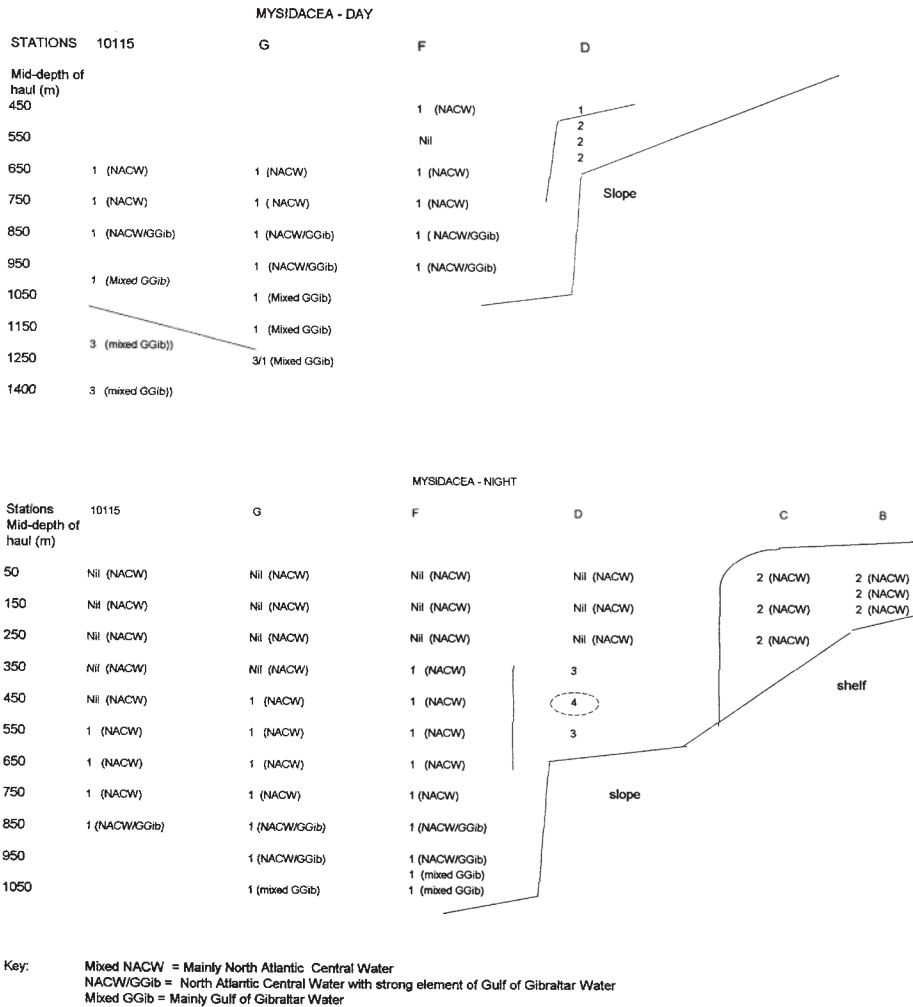 MYSIDACEA - DAY
STATIONS 10115 G F D
Mid-depth of
haul (m)
450 1 (NACW) 1
2
550 Nil 2
2
650 1 (NACW) 1 (NACW) 1 (NACW)
Slope
750 1 (NACW) 1 ( NACW) 1 (NACW)
850 1 (NACW/GGib) 1 (NACW/GGib) 1 ( NACW/GGib)
950 1 (NACW/GGib) 1 (NACW/GGib)
1 (Mixed GGib)
1050 1 (Mixed GGib)
1150 1 (Mixed GGib)
3 (mixed GGib))
1250 3/1 (Mixed GGib)
1400 3 (mixed GGib))
MYSIDACEA - NIGHT
Stations 10115 G F D C B
Mid-depth of
haul (m)
50 Nil (NACW) Nil (NACW) Nil (NACW) Nil (NACW) 2 (NACW) 2 (NACW)
2 (NACW)
150 Nil (NACW) Nil (NACW) Nil (NACW) Nil (NACW) 2 (NACW) 2 (NACW)
250 Nil (NACW) Nil (NACW) Nil (NACW) Nil (NACW) 2 (NACW)
350 Nil (NACW) Nil (NACW) 1 (NACW) 3
shelf
450 Nil (NACW) 1 (NACW) 1 (NACW) 4
550 1 (NACW) 1 (NACW) 1 (NACW) 3
650 1 (NACW) 1 (NACW) 1 (NACW)
750 1 (NACW) 1 (NACW) 1 (NACW) slope
850 1 (NACW/GGib) 1 (NACW/GGib) 1 (NACW/GGib)
950 1 (NACW/GGib) 1 (NACW/GGib)
1 (mixed GGib)
1050 1 (mixed GGib) 1 (mixed GGib)
Key: Mixed NACW = Mainly North Atlantic Central Water
NACW/GGib = North Atlantic Central Water with strong element of Gulf of Gibraltar Water
Mixed GGib = Mainly Gulf of Gibraltar Water